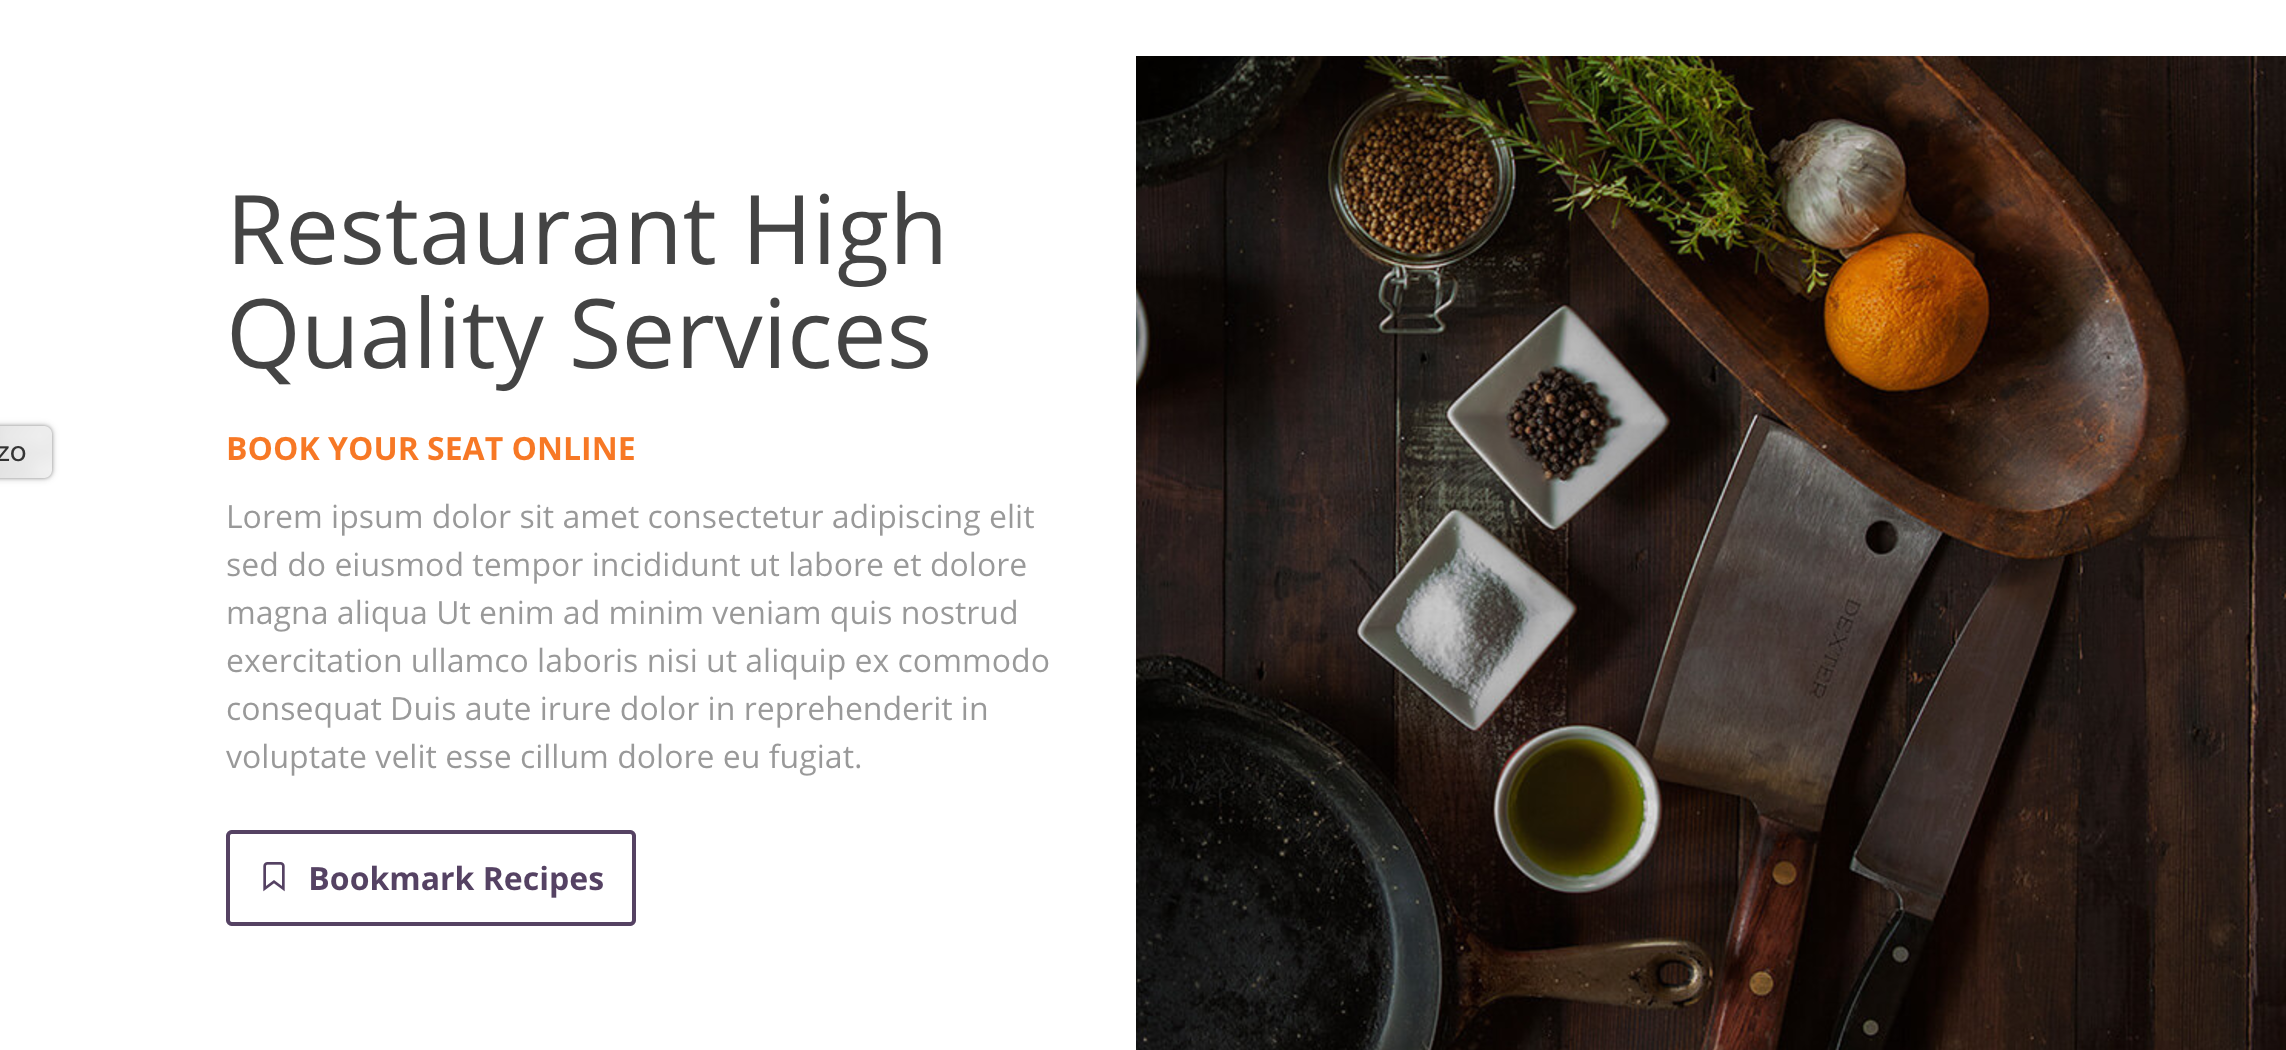 Restaurant High
Quality Services
BOOK YOUR SEAT ONLINE
zo
Lorem ipsum dolor sit amet consectetur adipiscing elit
sed do eiusmod tempor incididunt ut labore et dolore
magna aliqua Ut enim ad minim veniam quis nostrud
exercitation ullamco laboris nisi ut aliquip ex commodo
consequat Duis aute irure dolor in reprehenderit in
voluptate velit esse cillum dolore eu fugiat.
Bookmark Recipes
DEXTER